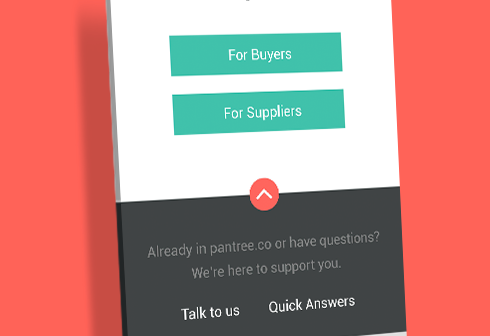 For Buyers
For Suppliers
Already in pantree.co or have questions?
We're here to support you.
Talk to us
Quick Answers